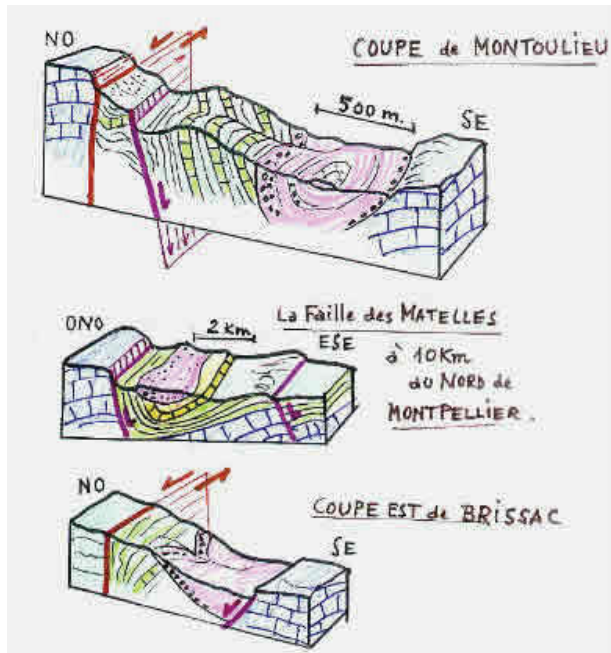 NO
COUPE de MONTOULIEU
500 m.
SE
ONO
2 Km
La Faille des MATELLES
ESE
à 10Km
au NORD de
MONTPELLIER.
NO
COUPE EST de BRISSAC
SE